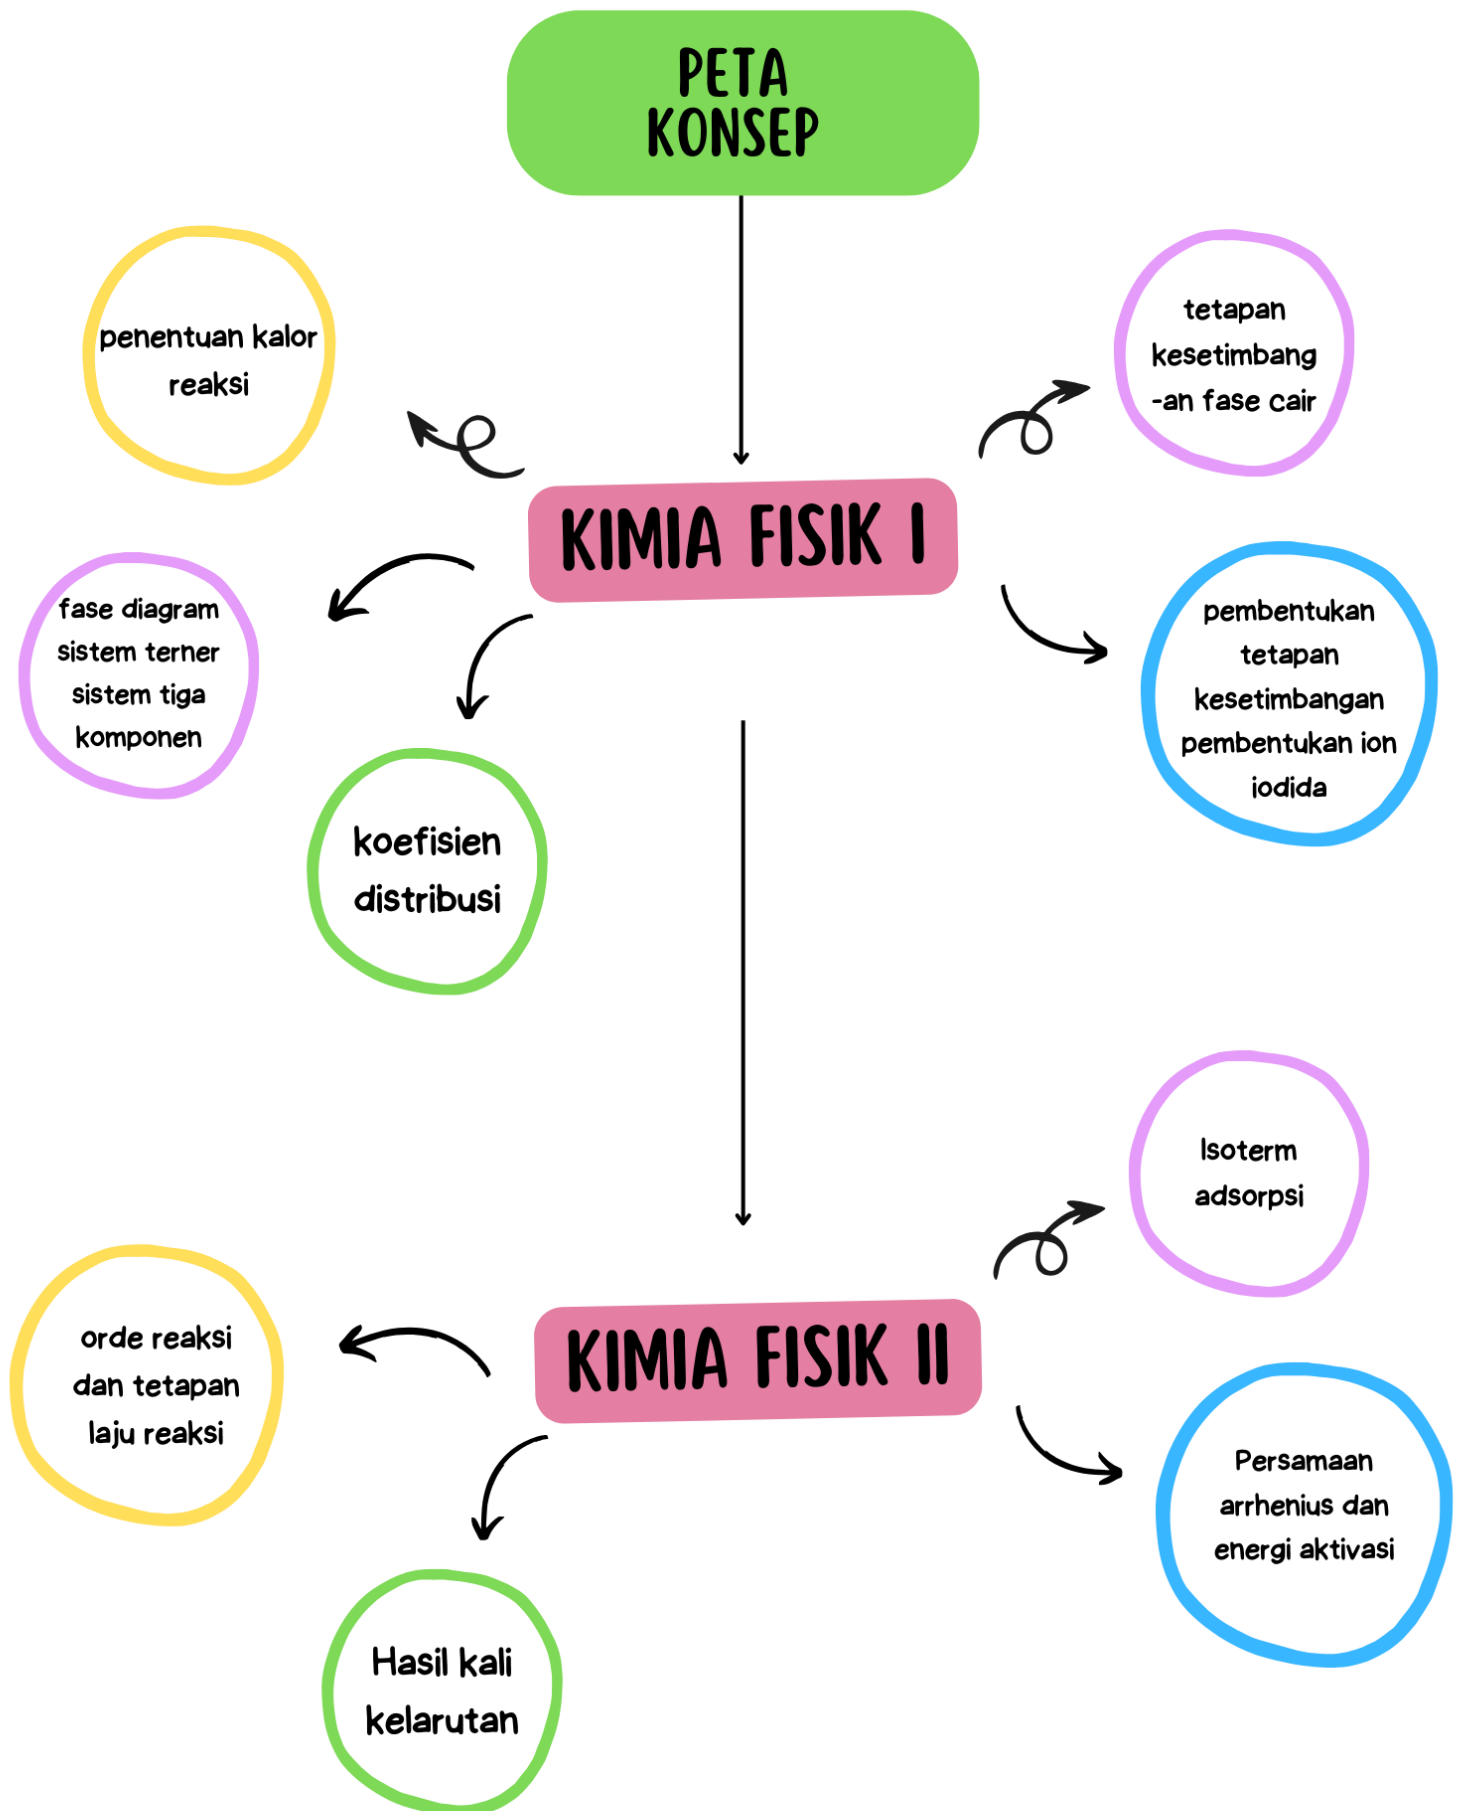 PETA
KONSEP
penentuan kalor
reaksi
tetapan
kesetimbang
-an fase cair
KIMIA FISIK I
fase diagram
sistem terner
sistem tiga
komponen
pembentukan
tetapan
kesetimbangan
pembentukan ion
iodida
koefisien
distribusi
Isoterm
adsorpsi
KIMIA FISIK II
orde reaksi
dan tetapan
laju reaksi
Persamaan
arrhenius dan
energi aktivasi
Hasil kali
kelarutan